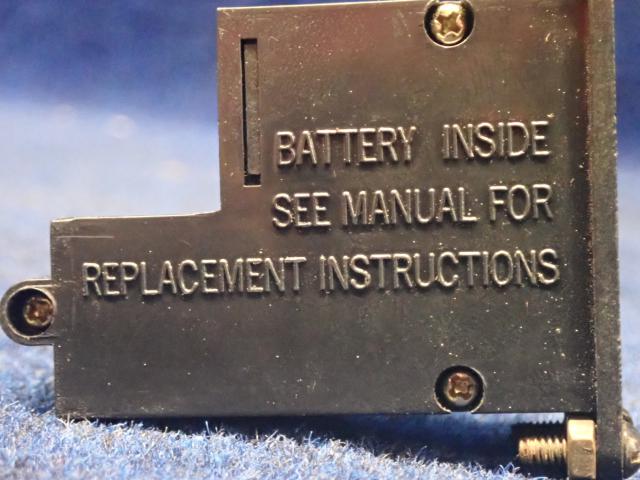 BATTERY INSIDE
SEE MANUAL FOR
REPLACEMENT INSTRUCTIONS